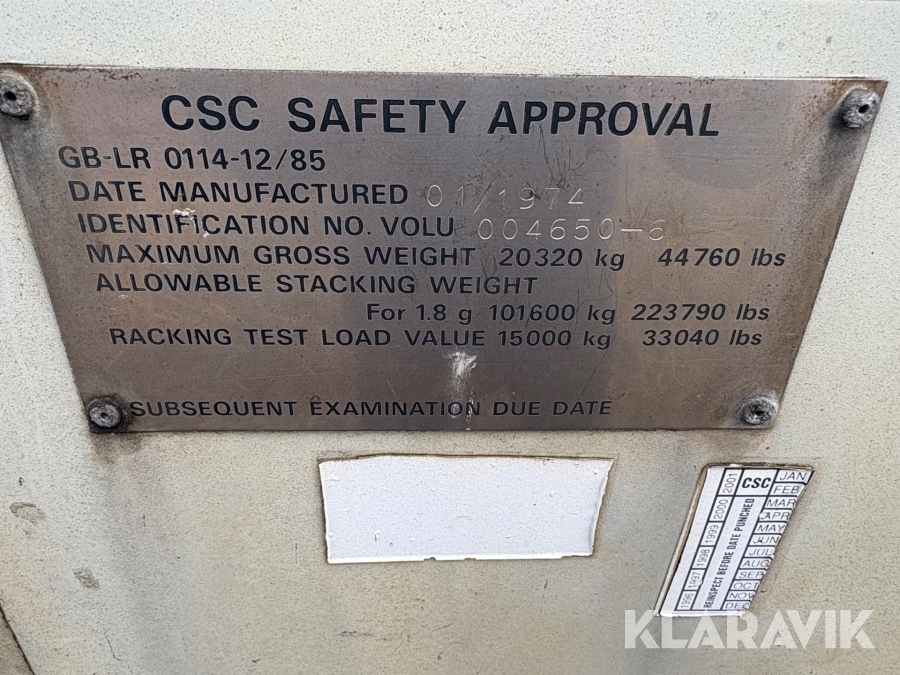 CSC SAFETY APPROVAL
GB-LR 0114-12/85
DATE MANUFACTURED 01/1974
IDENTIFICATION NO. VOLU 004650-6
MAXIMUM GROSS WEIGHT 20320 kg 44760 lbs
ALLOWABLE STACKING WEIGHT
For 1.8 g 101600 kg 223790 lbs
RACKING TEST LOAD VALUE 15000 kg 33040 lbs
SUBSEQUENT EXAMINATION DUE DATE
1996 1997 1998 1999 2000 2001
REINSPECT BEFORE DATE PUNCHED
CSC
JAN
FEB
MAR
APR
MAY
JUN
JUL
AUG
SEP
OCT
NOV
DEC
KLARAVIK